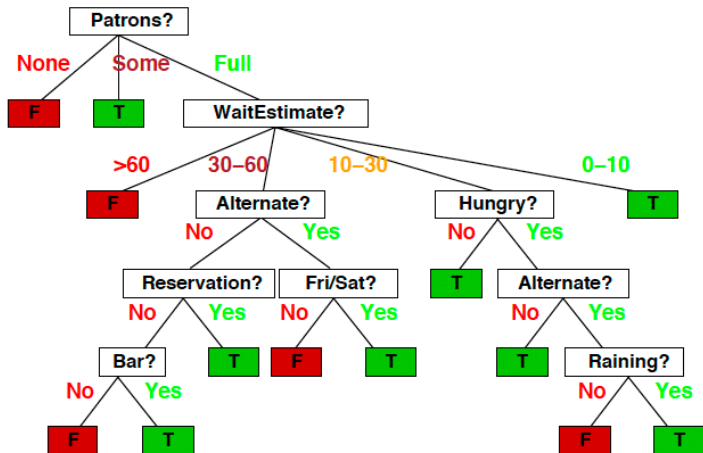 Patrons?
None Some Full
F T WaitEstimate?
>60 30–60 10–30 0–10
F Alternate? Hungry? T
No Yes No Yes
Reservation? Fri/Sat? T Alternate?
No Yes No Yes No Yes
Bar? T F T T Raining?
No Yes No Yes
F T F T